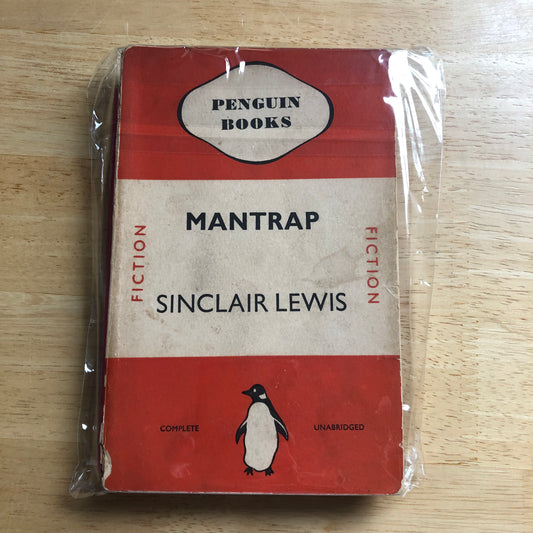 PENGUIN
BOOKS
MANTRAP
FICTION
FICTION
SINCLAIR LEWIS
COMPLETE
UNABRIDGED